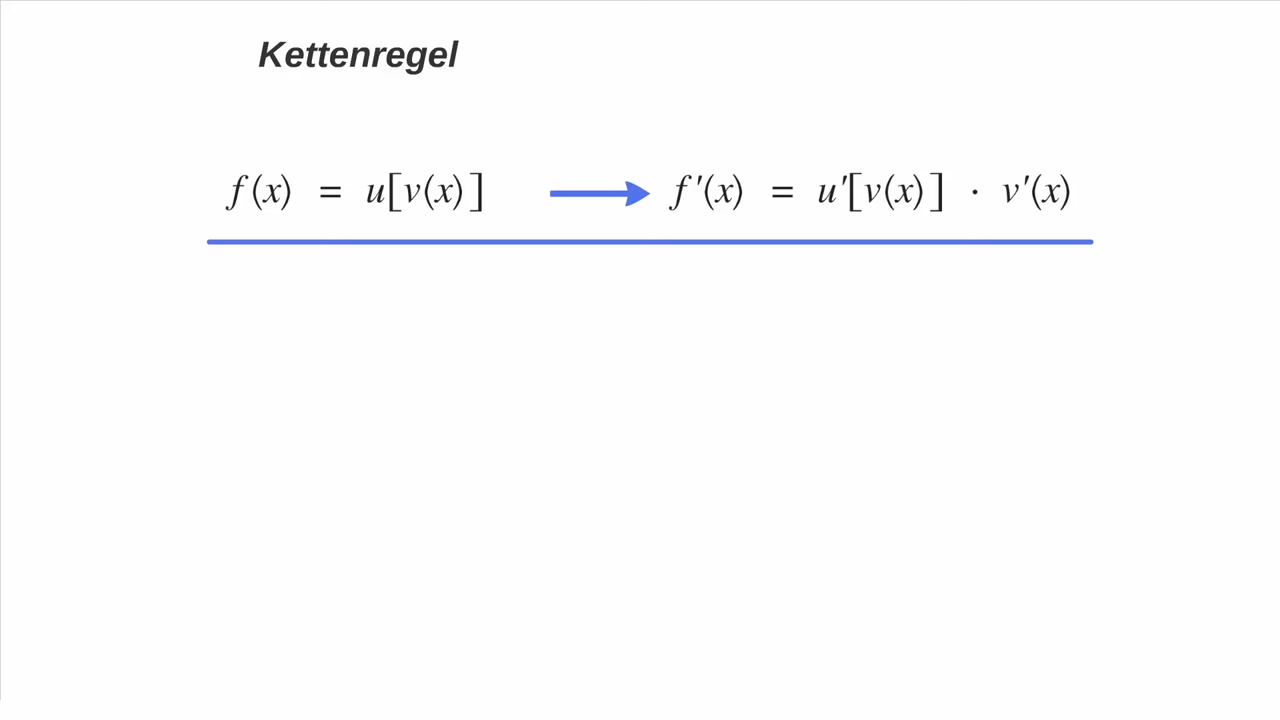 Kettenregel
f(x) = u[v(x)] → f'(x) = u'[v(x)] · v'(x)